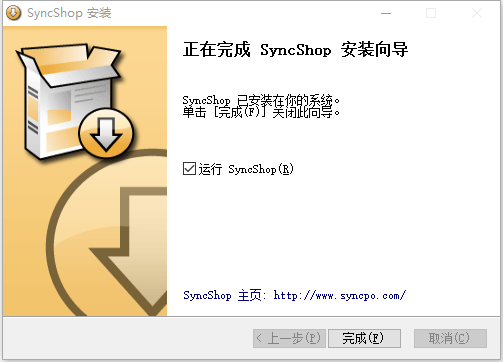 SyncShop 安装
正在完成 SyncShop 安装向导
SyncShop 已安装在你的系统。
单击 [完成(F)] 关闭此向导。
运行 SyncShop(R)
SyncShop 主页: http://www.syncpo.com/
< 上一步(P)
完成(F)
取消(C)